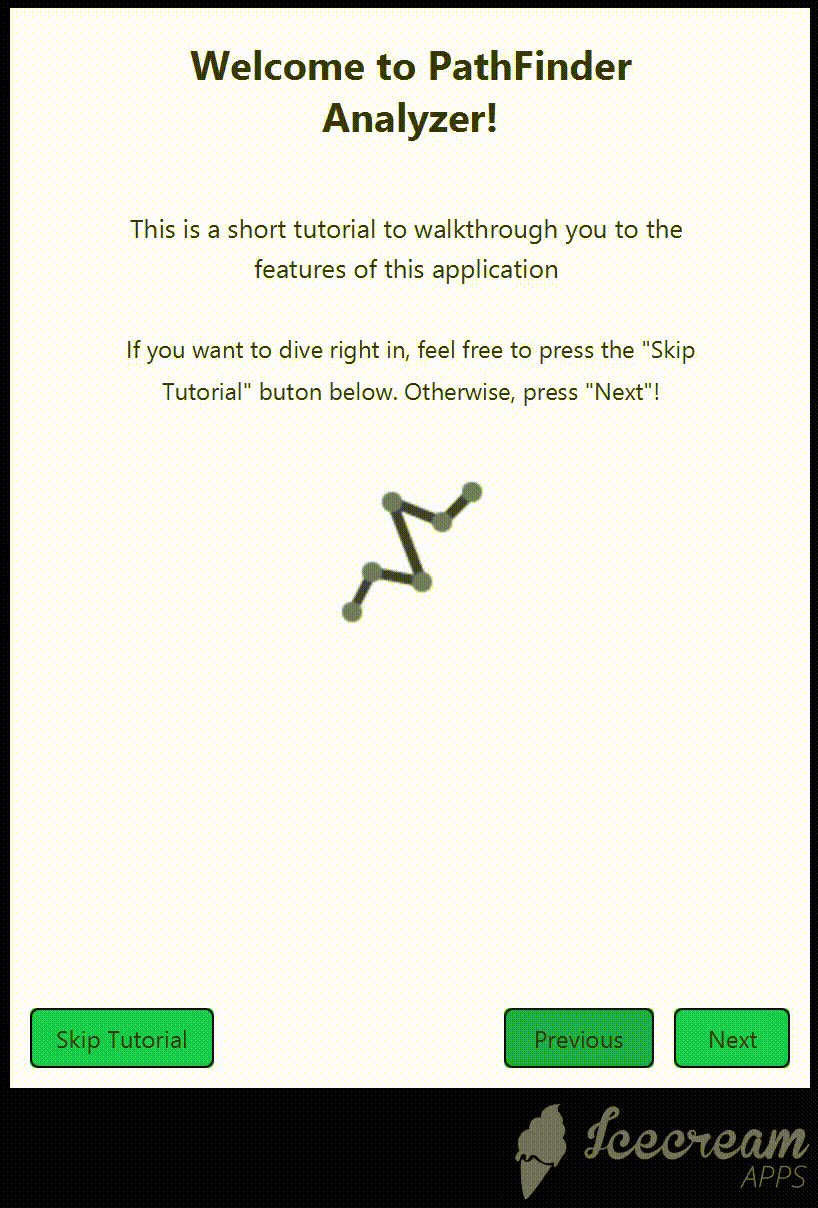 Welcome to PathFinder
Analyzer!
This is a short tutorial to walkthrough you to the
features of this application
If you want to dive right in, feel free to press the "Skip
Tutorial" buton below. Otherwise, press "Next"!
Skip Tutorial
Previous
Next
Icecream
APPS